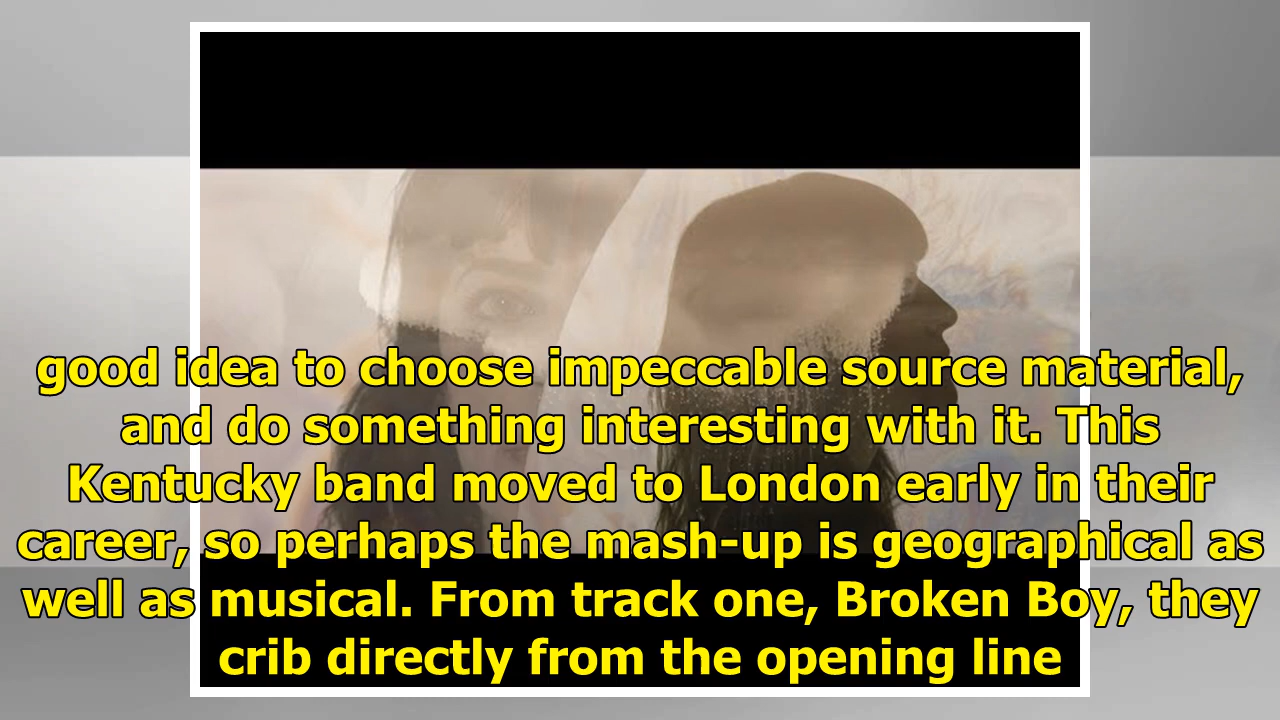 good idea to choose impeccable source material,
and do something interesting with it. This
Kentucky band moved to London early in their
career, so perhaps the mash-up is geographical as
well as musical. From track one, Broken Boy, they
crib directly from the opening line